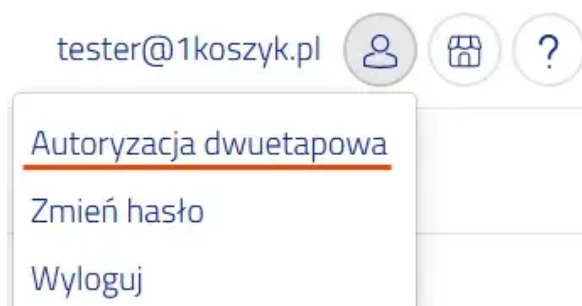 tester@1koszyk.pl ?
Autoryzacja dwuetapowa
Zmień hasło
Wyloguj